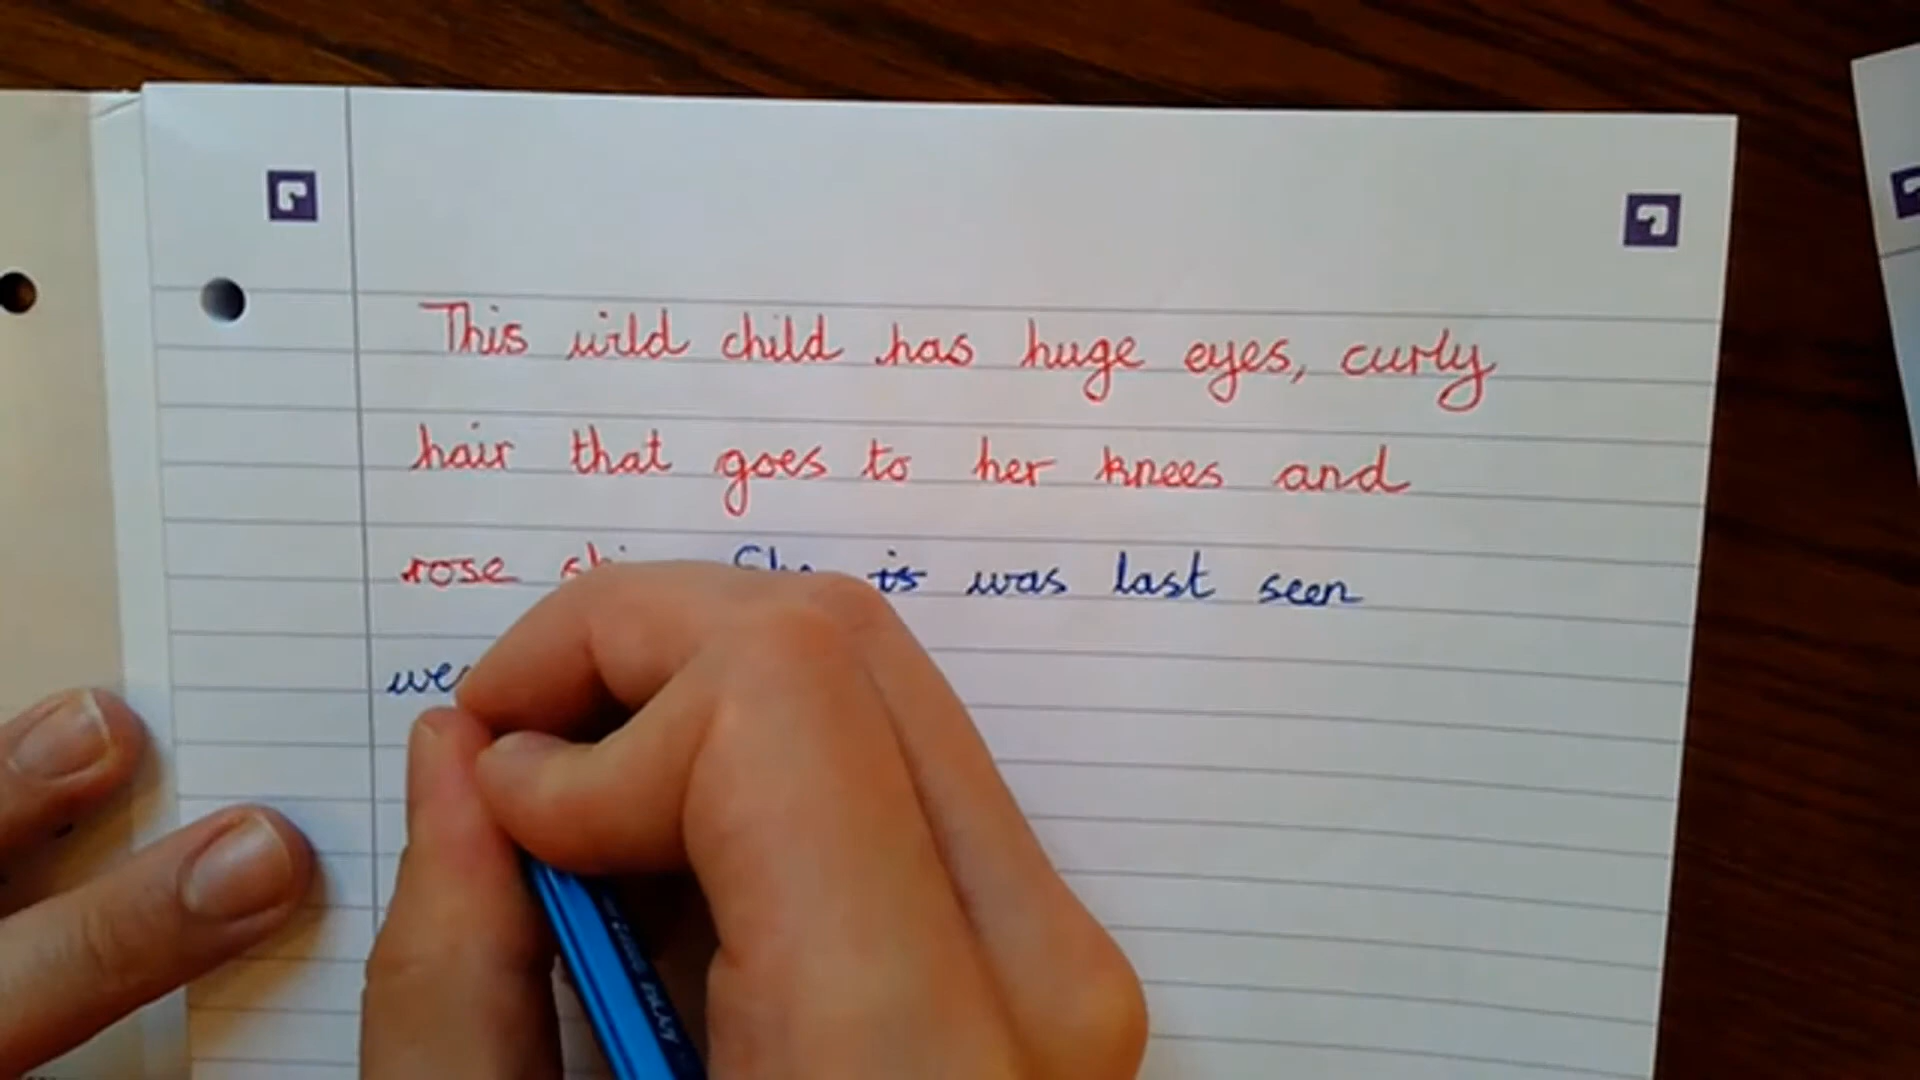 This wild child has huge eyes, curly
hair that goes to her knees and
rose She is was last seen